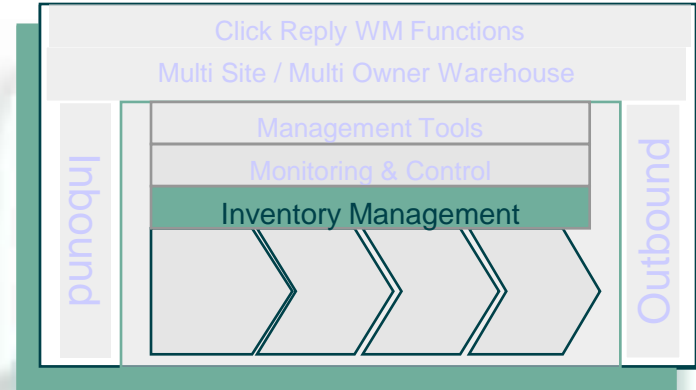 Click Reply WM Functions
Multi Site / Multi Owner Warehouse
Management Tools
Monitoring & Control
Inventory Management
Inbound
Outbound